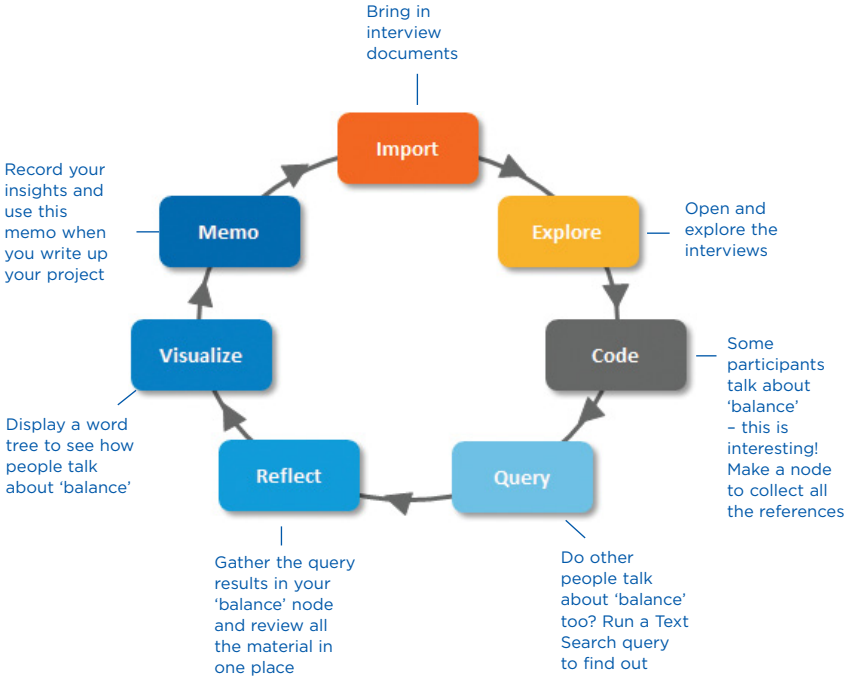 Bring in
interview
documents
Import
Explore
Open and
explore the
interviews
Code
Some
participants
talk about
‘balance’
– this is
interesting!
Make a node
to collect all
the references
Query
Do other
people talk
about ‘balance’
too? Run a Text
Search query
to find out
Reflect
Gather the query
results in your
‘balance’ node
and review all
the material in
one place
Visualize
Display a word
tree to see how
people talk
about ‘balance’
Memo
Record your
insights and
use this
memo when
you write up
your project